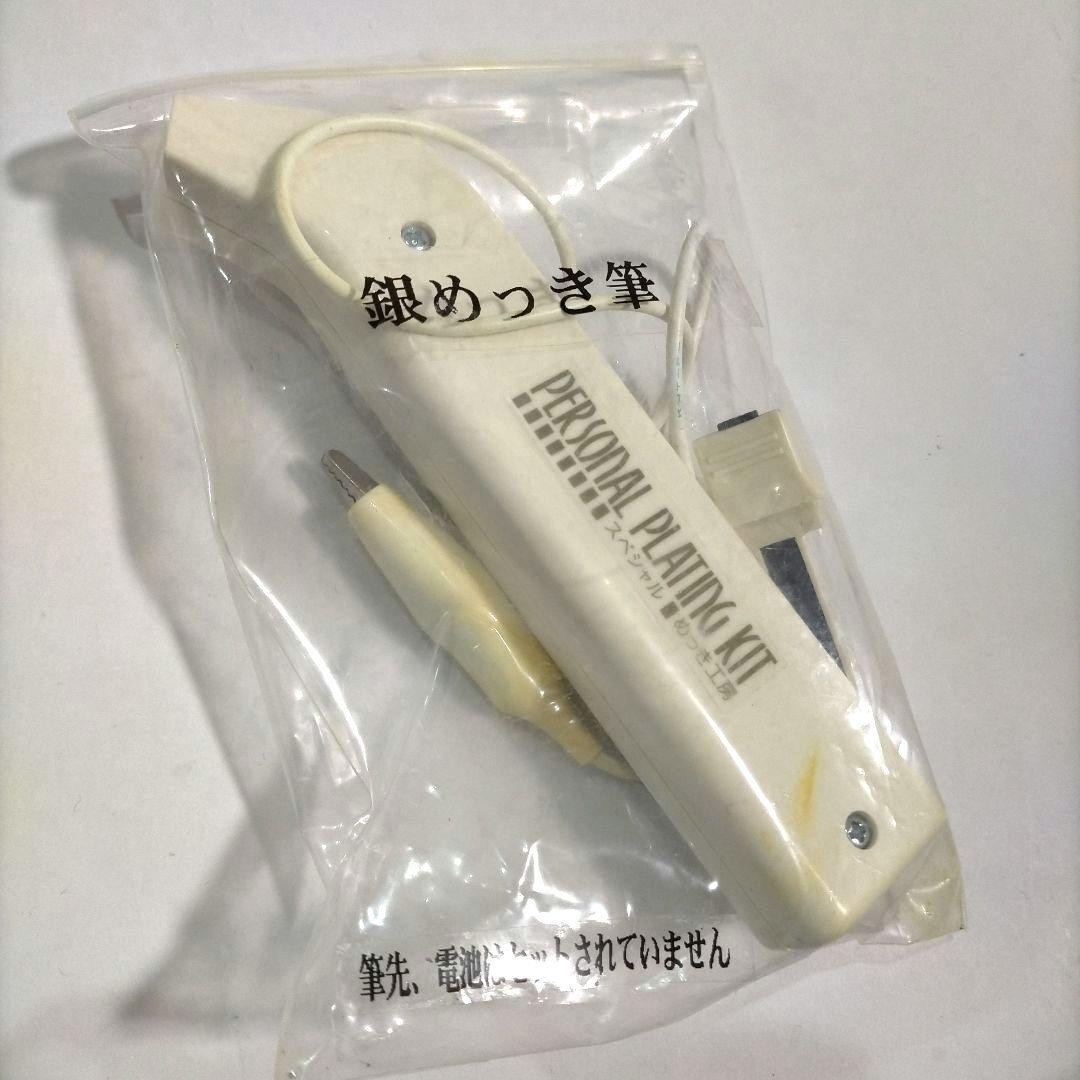 銀めっき筆
PERSONAL PLATING KIT
スペシャル めっき工房
筆先、電池はセットされていません